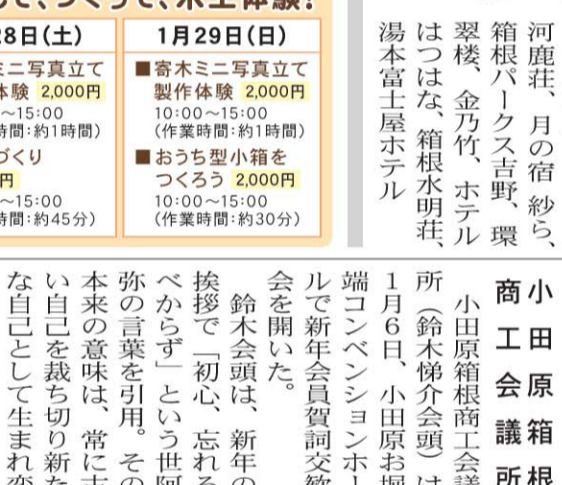 つくって、木工体験!
28日(土)
ミニ写真立て
体験 2,000円
～15:00
時間:約1時間)
づくり
円
～15:00
時間:約45分)
1月29日(日)
■寄木ミニ写真立て
製作体験 2,000円
10:00～15:00
(作業時間:約1時間)
■おうち型小箱を
つくろう 2,000円
10:00～15:00
(作業時間:約30分)
河鹿荘、月の宿 紗ら、
箱根パークス吉野、環
翠楼、金乃竹、ホテル
はつはな、箱根水明荘、
湯本富士屋ホテル
小田原箱根
商工会議所
小田原箱根商工会議
所(鈴木悌介会頭)は
1月6日、小田原お堀
端コンベンションホー
ルで新年会員賀詞交歓
会を開いた。
鈴木会頭は、新年の
挨拶で「初心、忘れる
べからず」という世阿
弥の言葉を引用。その
本来の意味は、常に古
い自己を裁ち切り新た
な自己として生まれ変